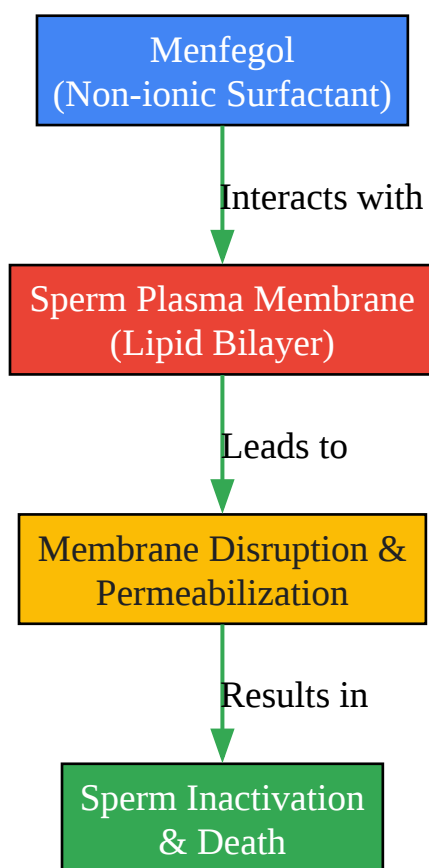 Menfegol
(Non-ionic Surfactant)
Interacts with
Sperm Plasma Membrane
(Lipid Bilayer)
Leads to
Membrane Disruption &
Permeabilization
Results in
Sperm Inactivation
& Death